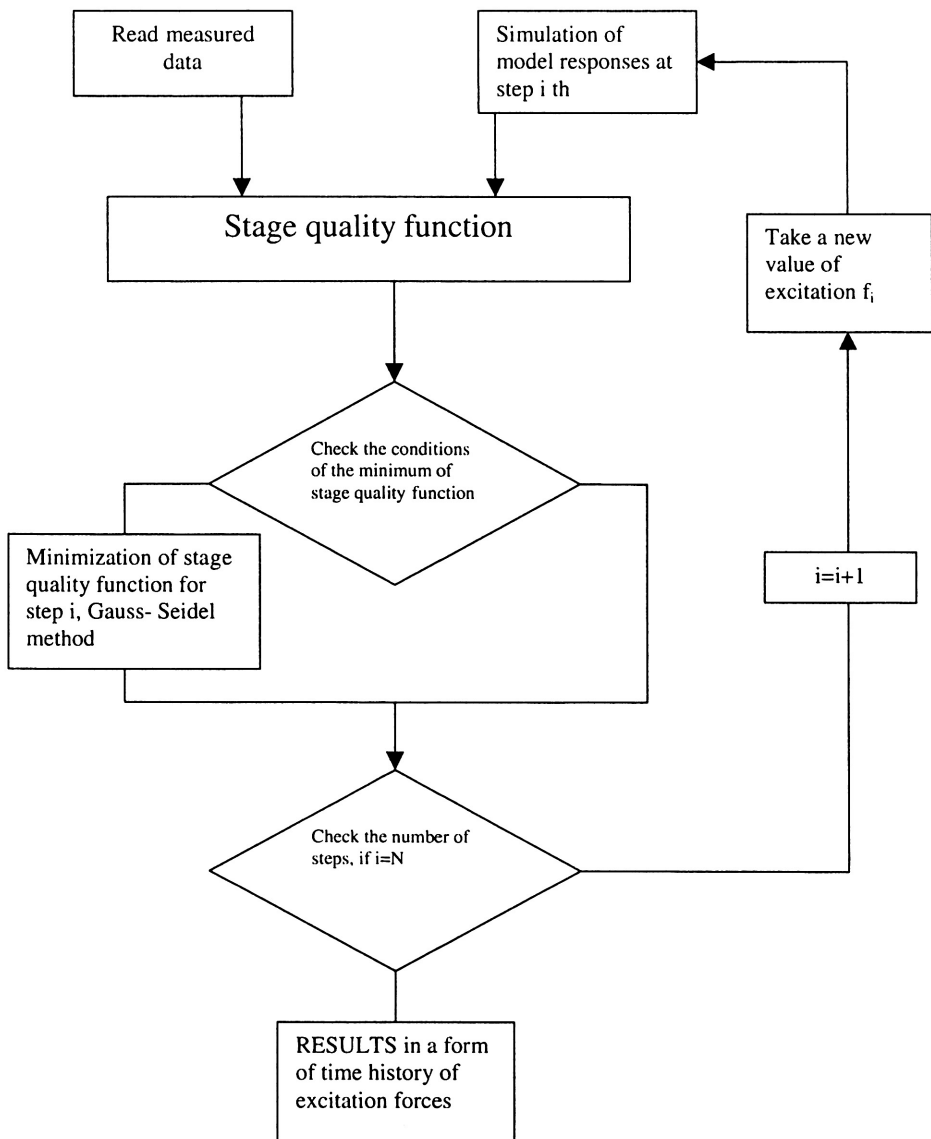 Read measured
data
Simulation of
model responses at
step i th
Stage quality function
Take a new
value of
excitation fᵢ
Check the conditions
of the minimum of
stage quality function
Minimization of stage
quality function for
step i, Gauss- Seidel
method
i=i+1
Check the number of
steps, if i=N
RESULTS in a form
of time history of
excitation forces